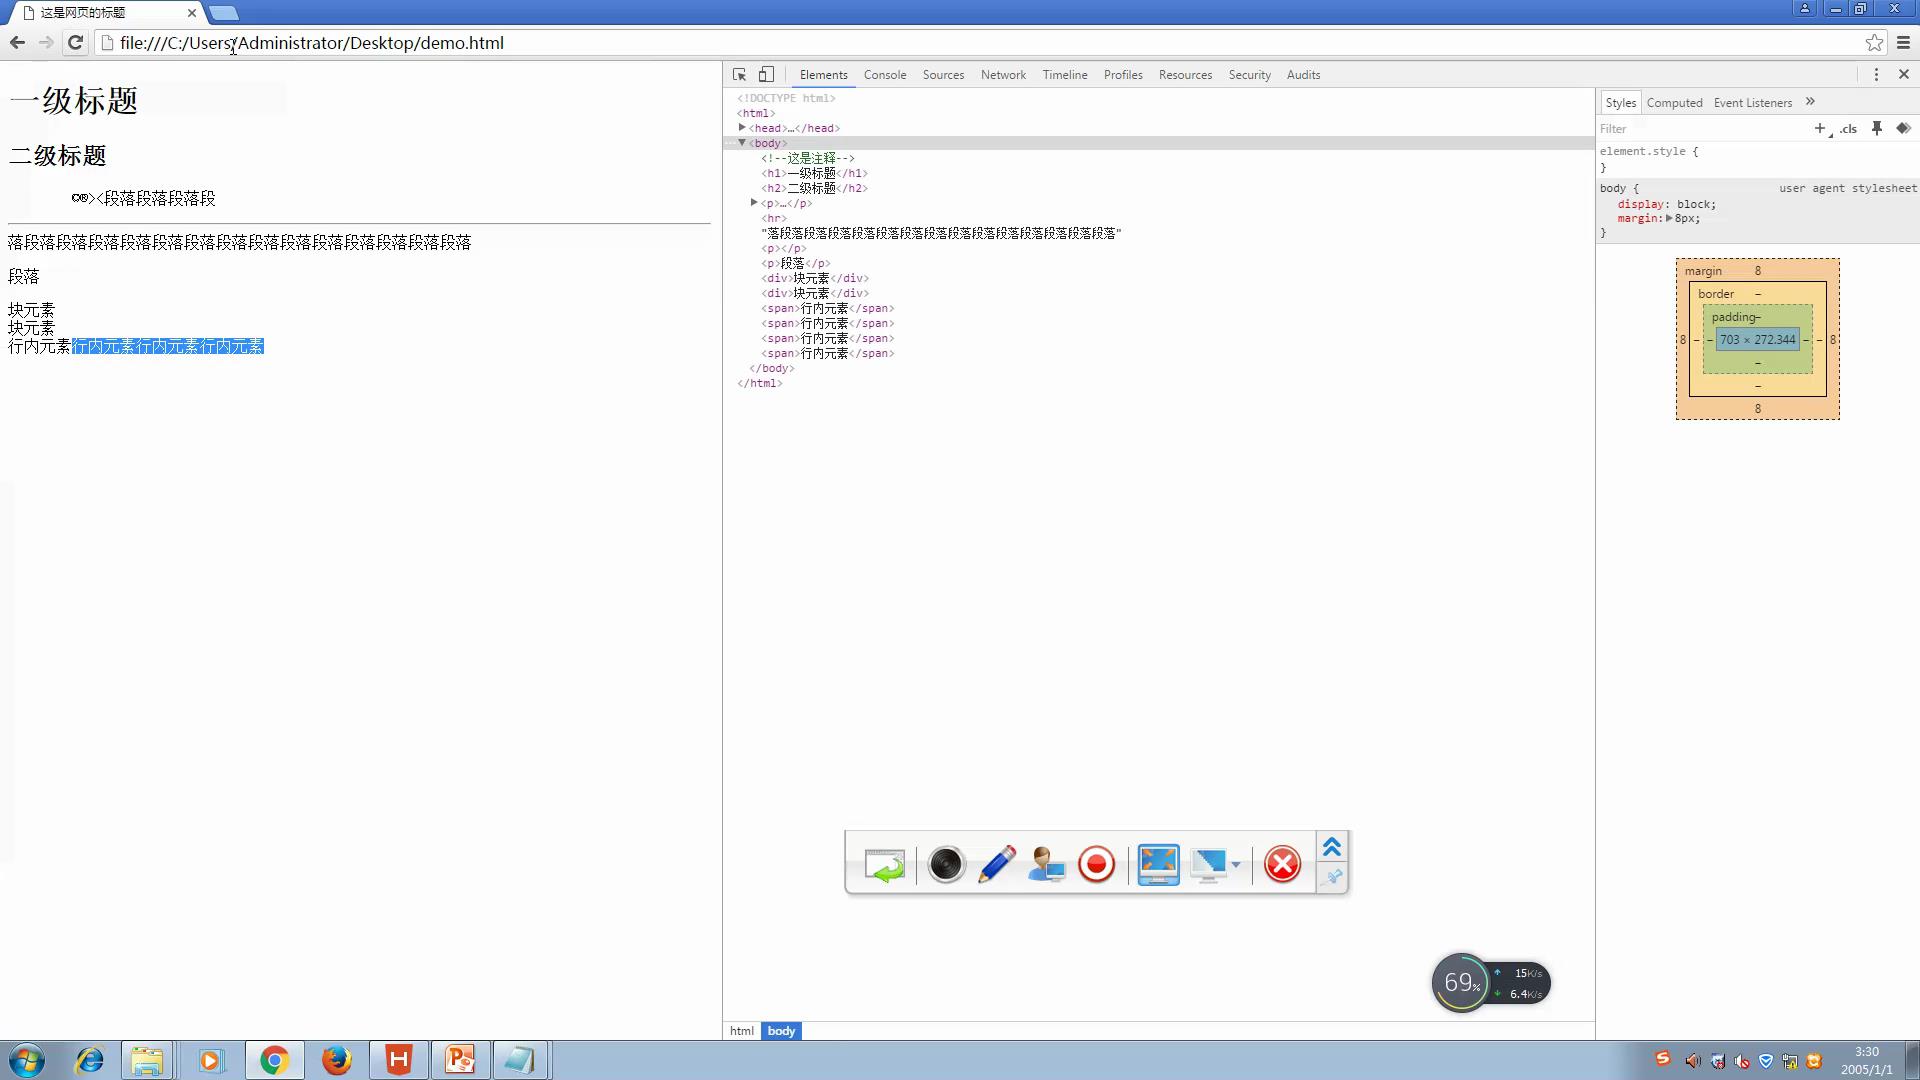 这是网页的标题
file:///C:/Users/Administrator/Desktop/demo.html
一级标题
二级标题
><段落段落段落段
落段落段落段落段落段落段落段落段落段落段落段落段落段落段落
段落
块元素
块元素
行内元素行内元素行内元素行内元素
Elements Console Sources Network Timeline Profiles Resources Security Audits
<!DOCTYPE html>
<html>
<head>…</head>
<body>
<!--这是注释-->
<h1>一级标题</h1>
<h2>二级标题</h2>
<p>…</p>
<hr>
"落段落段落段落段落段落段落段落段落段落段落段落段落段落段落"
<p></p>
<p>段落</p>
<div>块元素</div>
<div>块元素</div>
<span>行内元素</span>
<span>行内元素</span>
<span>行内元素</span>
<span>行内元素</span>
</body>
</html>
html body
Styles Computed Event Listeners »
Filter + .cls
element.style {
}
body { user agent stylesheet
display: block;
margin: 8px;
}
margin 8
border –
padding –
8 – – 703 × 272.344 – – 8
–
–
8
69% 15K/s
6.4K/s
3:30
2005/1/1